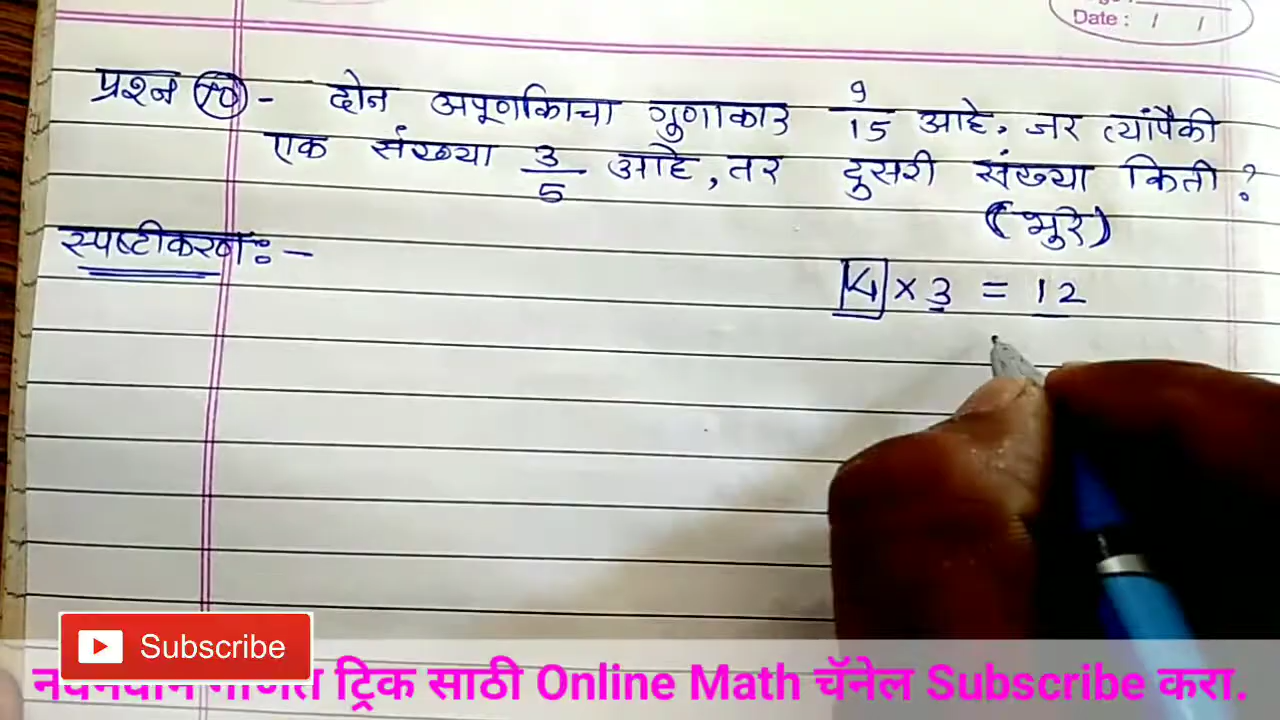 Date : / /
प्रश्न 70 - दोन अपूर्णांकाचा गुणाकार 9/15 आहे. जर त्यांपैकी
एक संख्या 3/5 आहे, तर दुसरी संख्या किती ?
(भुरे)
स्पष्टीकरण :-
4 × 3 = 12
Subscribe
गणित ट्रिक साठी Online Math चॅनेल Subscribe करा.